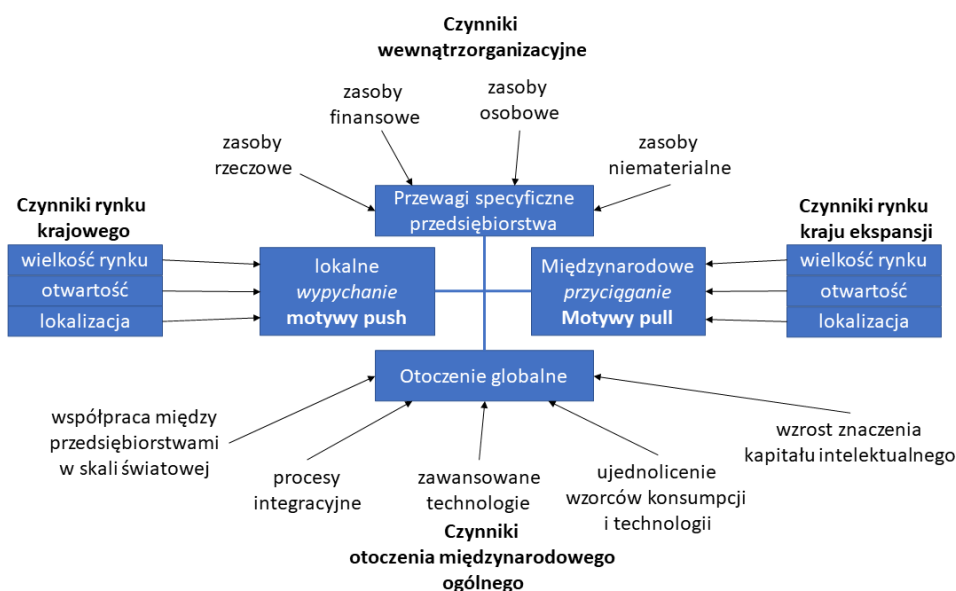 Czynniki
wewnątrzorganizacyjne
zasoby
finansowe
zasoby
osobowe
zasoby
rzeczowe
zasoby
niematerialne
Przewagi specyficzne
przedsiębiorstwa
Czynniki rynku
krajowego
wielkość rynku
otwartość
lokalizacja
lokalne
wypychanie
motywy push
Międzynarodowe
przyciąganie
Motywy pull
Czynniki rynku
kraju ekspansji
wielkość rynku
otwartość
lokalizacja
Otoczenie globalne
współpraca między
przedsiębiorstwami
w skali światowej
procesy
integracyjne
zawansowane
technologie
ujednolicenie
wzorców konsumpcji
i technologii
wzrost znaczenia
kapitału intelektualnego
Czynniki
otoczenia międzynarodowego
ogólnego